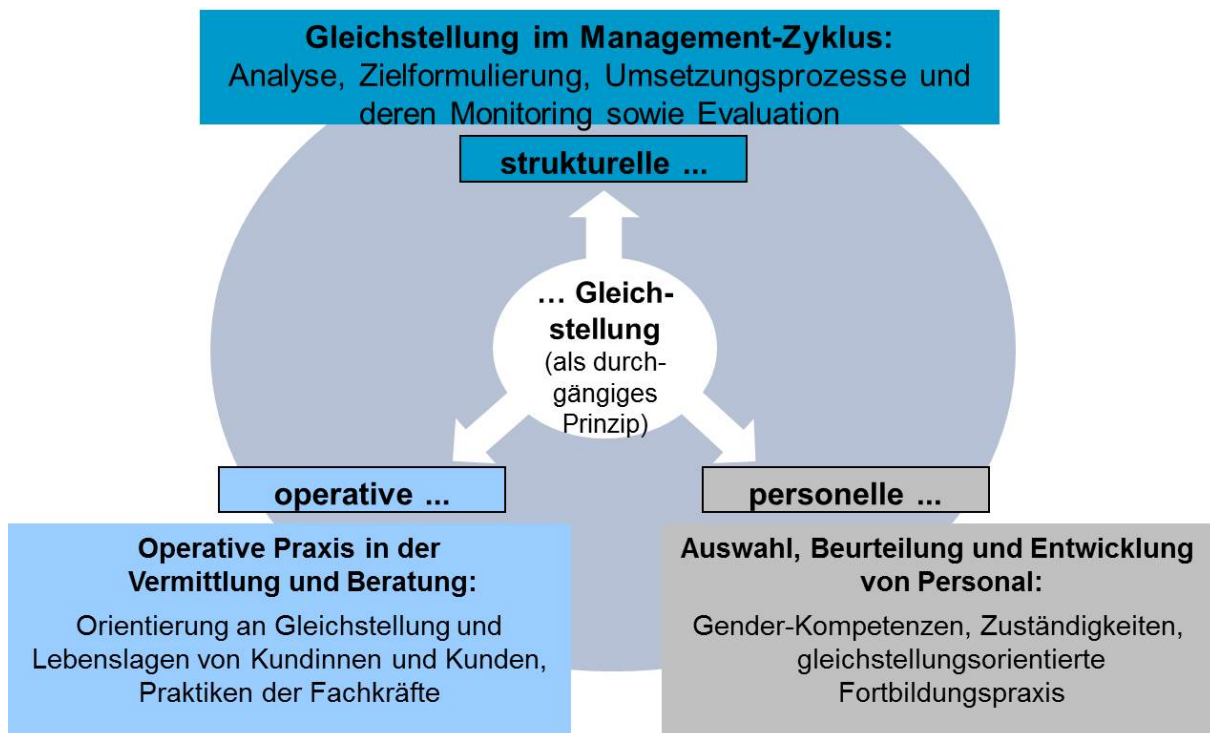 Gleichstellung im Management-Zyklus:
Analyse, Zielformulierung, Umsetzungsprozesse und
deren Monitoring sowie Evaluation
strukturelle ...
... Gleich-
stellung
(als durch-
gängiges
Prinzip)
operative ...
Operative Praxis in der
Vermittlung und Beratung:
Orientierung an Gleichstellung und
Lebenslagen von Kundinnen und Kunden,
Praktiken der Fachkräfte
personelle ...
Auswahl, Beurteilung und Entwicklung
von Personal:
Gender-Kompetenzen, Zuständigkeiten,
gleichstellungsorientierte
Fortbildungspraxis